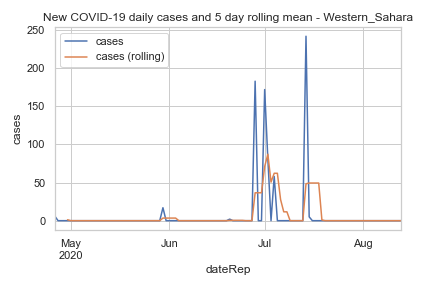 New COVID-19 daily cases and 5 day rolling mean - Western_Sahara
cases
cases (rolling)
250
200
150
100
50
0
cases
May
2020
Jun
Jul
Aug
dateRep